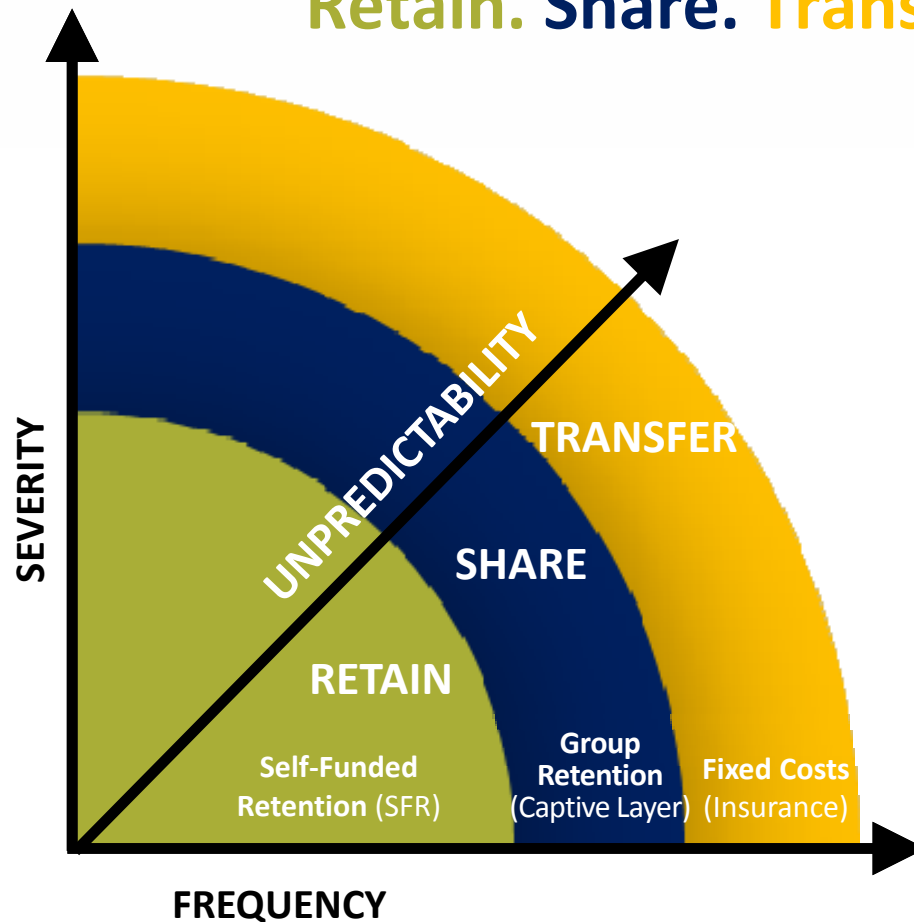 Retain. Share. Trans
SEVERITY
UNPREDICTABILITY
TRANSFER
SHARE
RETAIN
Self-Funded
Retention (SFR)
Group
Retention
(Captive Layer)
Fixed Costs
(Insurance)
FREQUENCY